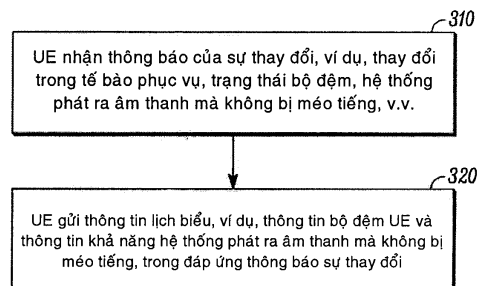 310
UE nhận thông báo của sự thay đổi, ví dụ, thay đổi
trong tế bào phục vụ, trạng thái bộ đệm, hệ thống
phát ra âm thanh mà không bị méo tiếng, v.v.
320
UE gửi thông tin lịch biểu, ví dụ, thông tin bộ đệm UE và
thông tin khả năng hệ thống phát ra âm thanh mà không bị
méo tiếng, trong đáp ứng thông báo sự thay đổi